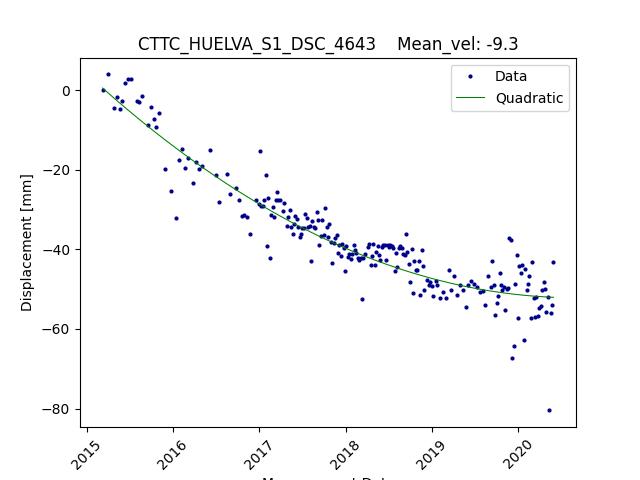 CTTC_HUELVA_S1_DSC_4643    Mean_vel: -9.3
Data
Quadratic
Displacement [mm]
0
−20
−40
−60
−80
2015
2016
2017
2018
2019
2020